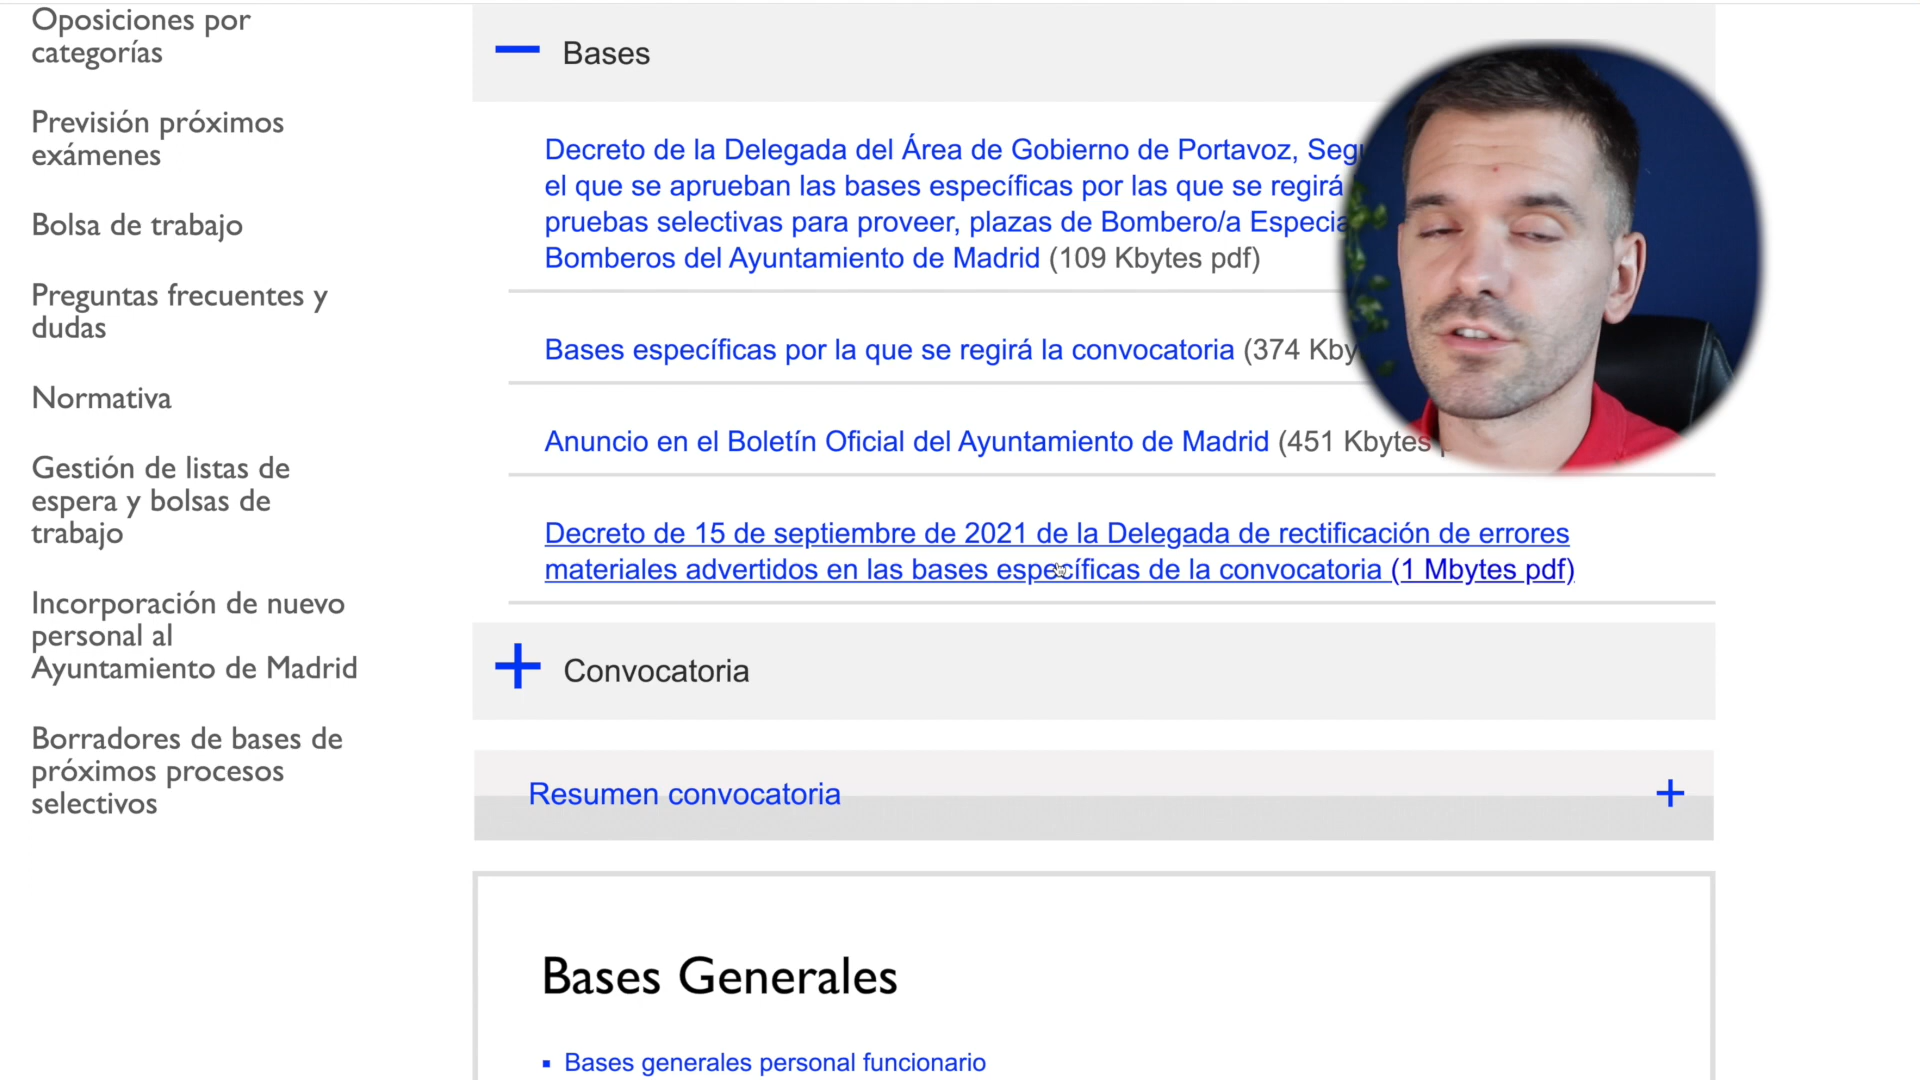 Oposiciones por
categorías
Previsión próximos
exámenes
Bolsa de trabajo
Preguntas frecuentes y
dudas
Normativa
Gestión de listas de
espera y bolsas de
trabajo
Incorporación de nuevo
personal al
Ayuntamiento de Madrid
Borradores de bases de
próximos procesos
selectivos
Bases
Decreto de la Delegada del Área de Gobierno de Portavoz,
el que se aprueban las bases específicas por las que se regirá
pruebas selectivas para proveer, plazas de Bombero/a
Bomberos del Ayuntamiento de Madrid (109 Kbytes pdf)
Bases específicas por la que se regirá la convocatoria (374
Anuncio en el Boletín Oficial del Ayuntamiento de Madrid (451 Kbytes
Decreto de 15 de septiembre de 2021 de la Delegada de rectificación de errores
materiales advertidos en las bases específicas de la convocatoria (1 Mbytes pdf)
Convocatoria
Resumen convocatoria
Bases Generales
Bases generales personal funcionario